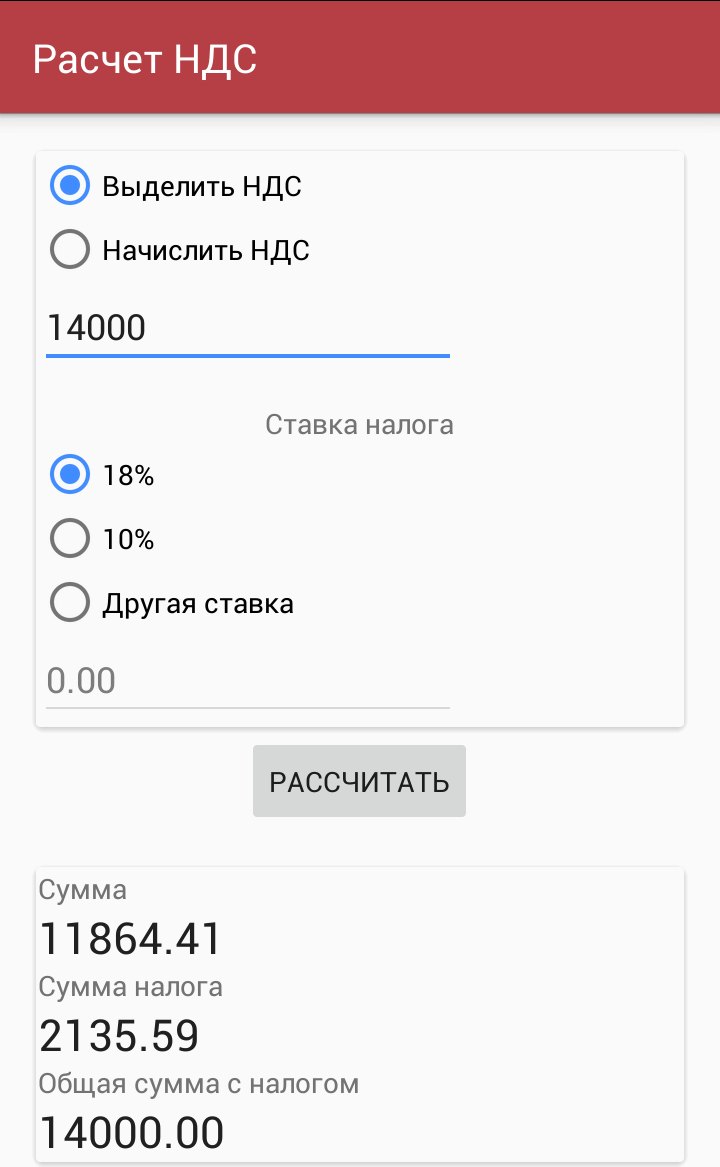 Расчет НДС
Выделить НДС
Начислить НДС
14000
Ставка налога
18%
10%
Другая ставка
0.00
РАССЧИТАТЬ
Сумма
11864.41
Сумма налога
2135.59
Общая сумма с налогом
14000.00